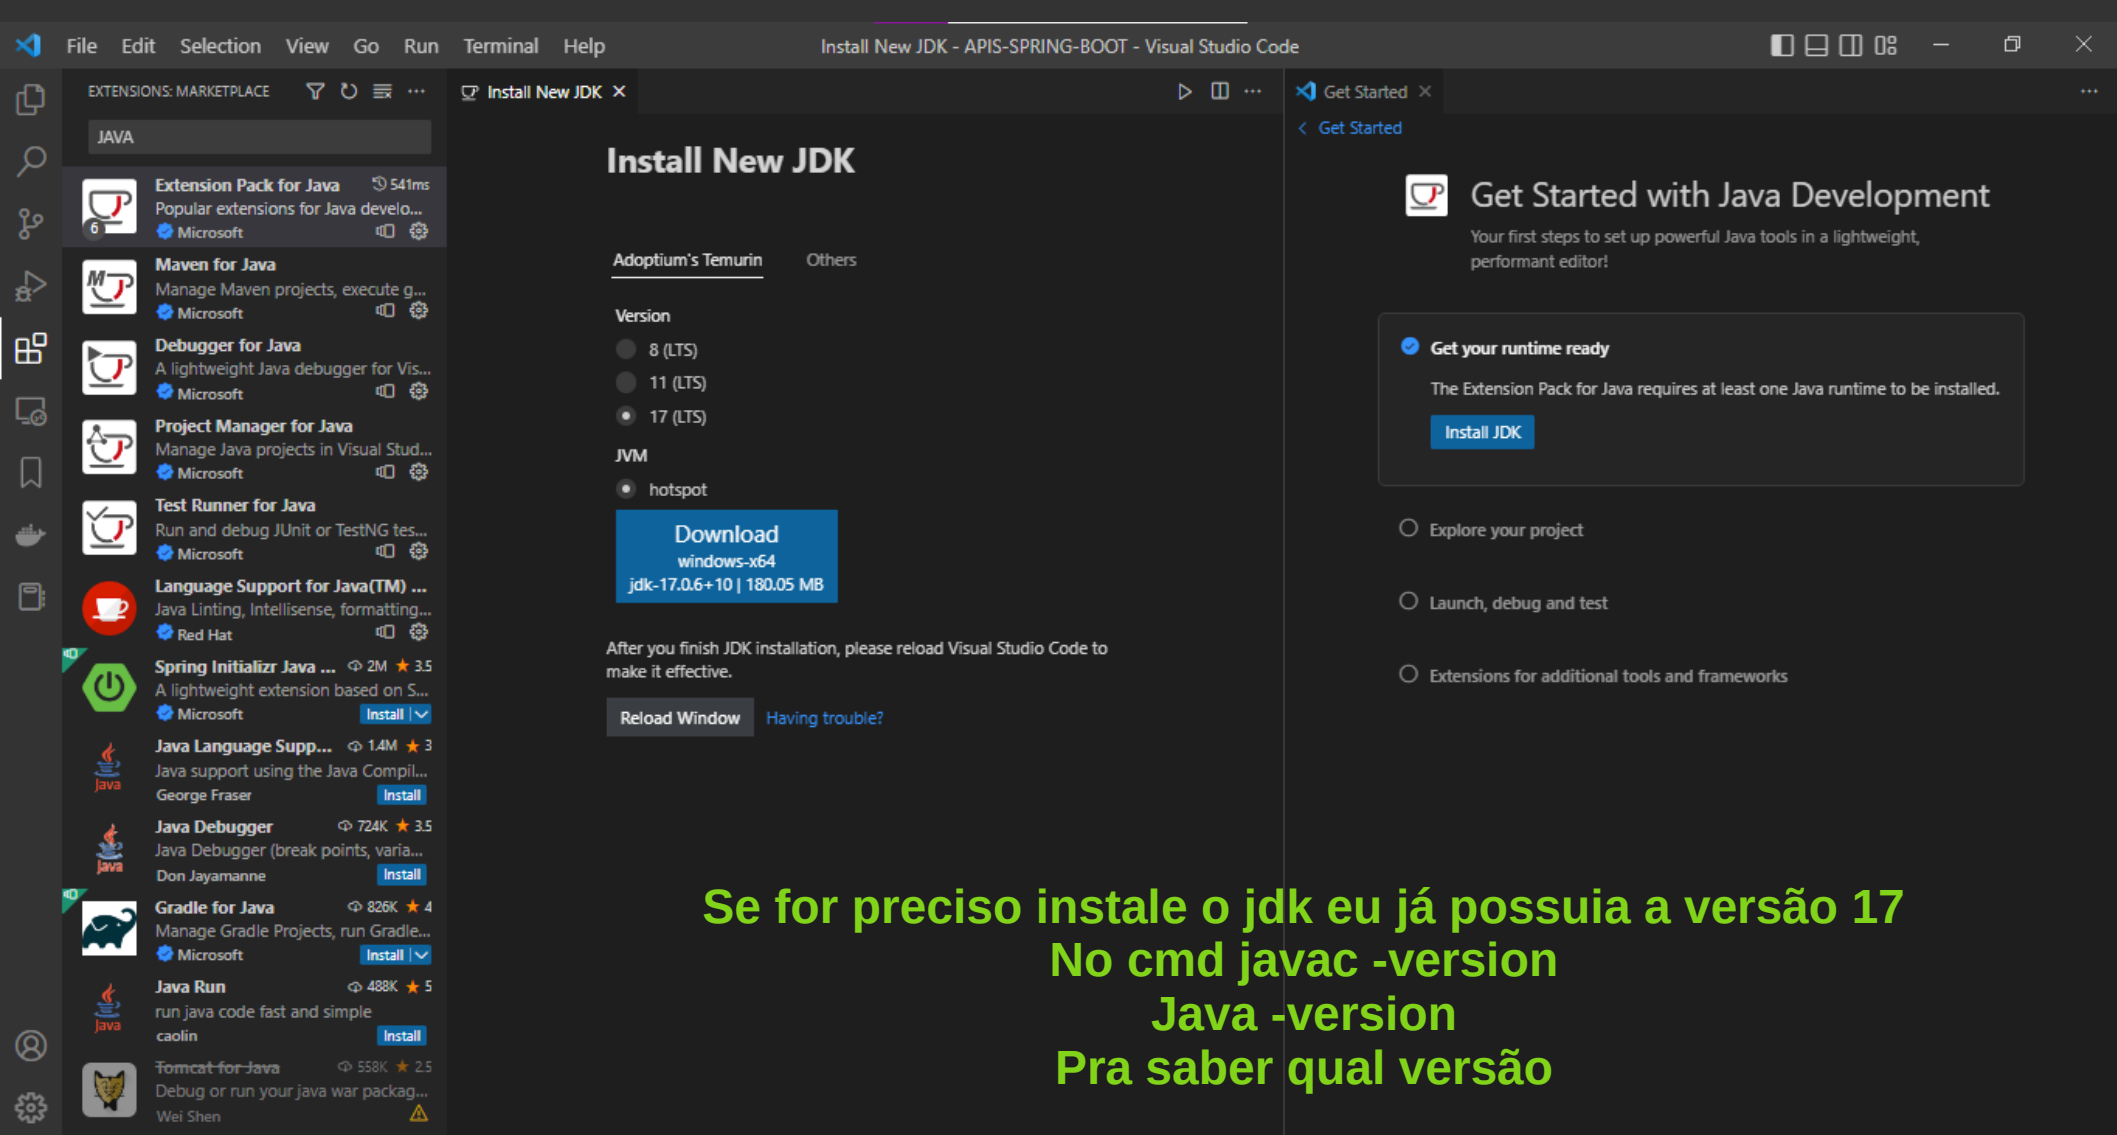 File Edit Selection View Go Run Terminal Help
Install New JDK - APIS-SPRING-BOOT - Visual Studio Code
EXTENSIONS: MARKETPLACE
JAVA
Extension Pack for Java 541ms
Popular extensions for Java develo...
6
Microsoft
Maven for Java
Manage Maven projects, execute g...
Microsoft
Debugger for Java
A lightweight Java debugger for Vis...
Microsoft
Project Manager for Java
Manage Java projects in Visual Stud...
Microsoft
Test Runner for Java
Run and debug JUnit or TestNG tes...
Microsoft
Language Support for Java(TM) ...
Java Linting, Intellisense, formatting...
Red Hat
Spring Initializr Java ... 2M 3.5
A lightweight extension based on S...
Microsoft Install
Java Language Supp... 1.4M 3
Java support using the Java Compil...
Java
George Fraser Install
Java Debugger 724K 3.5
Java Debugger (break points, varia...
Java
Don Jayamanne Install
Gradle for Java 826K 4
Manage Gradle Projects, run Gradle...
Microsoft Install
Java Run 488K 5
run java code fast and simple
Java
caolin Install
Tomcat for Java 558K 2.5
Debug or run your java war packag...
Wei Shen
Install New JDK
Install New JDK
Adoptium's Temurin Others
Version
8 (LTS)
11 (LTS)
17 (LTS)
JVM
hotspot
Download
windows-x64
jdk-17.0.6+10 | 180.05 MB
After you finish JDK installation, please reload Visual Studio Code to
make it effective.
Reload Window Having trouble?
Get Started
Get Started
Get Started with Java Development
Your first steps to set up powerful Java tools in a lightweight,
performant editor!
Get your runtime ready
The Extension Pack for Java requires at least one Java runtime to be installed.
Install JDK
Explore your project
Launch, debug and test
Extensions for additional tools and frameworks
Se for preciso instale o jdk eu já possuia a versão 17
No cmd javac -version
Java -version
Pra saber qual versão